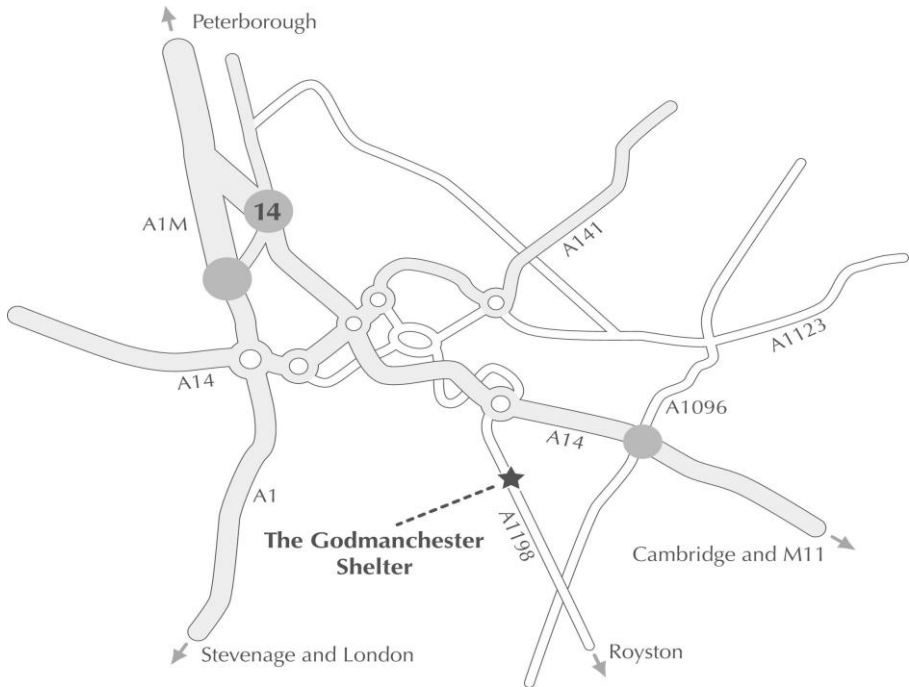 Peterborough
14
A1M
A141
A1123
A14
A1096
A14
A1
A1198
The Godmanchester
Shelter
Cambridge and M11
Stevenage and London
Royston